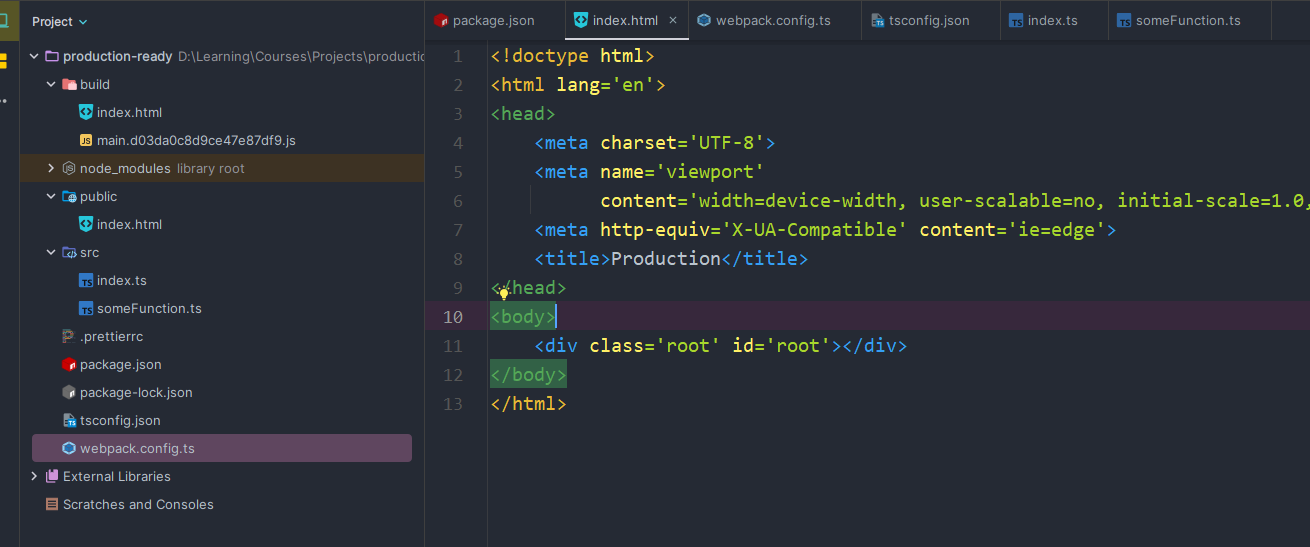 Project
production-ready D:\Learning\Courses\Projects\productic
build
index.html
main.d03da0c8d9ce47e87df9.js
node_modules library root
public
index.html
src
index.ts
someFunction.ts
.prettierrc
package.json
package-lock.json
tsconfig.json
webpack.config.ts
External Libraries
Scratches and Consoles
package.json index.html × webpack.config.ts tsconfig.json index.ts someFunction.ts
1 <!doctype html>
2 <html lang='en'>
3 <head>
4 <meta charset='UTF-8'>
5 <meta name='viewport'
6 content='width=device-width, user-scalable=no, initial-scale=1.0,
7 <meta http-equiv='X-UA-Compatible' content='ie=edge'>
8 <title>Production</title>
9 </head>
10 <body>
11 <div class='root' id='root'></div>
12 </body>
13 </html>